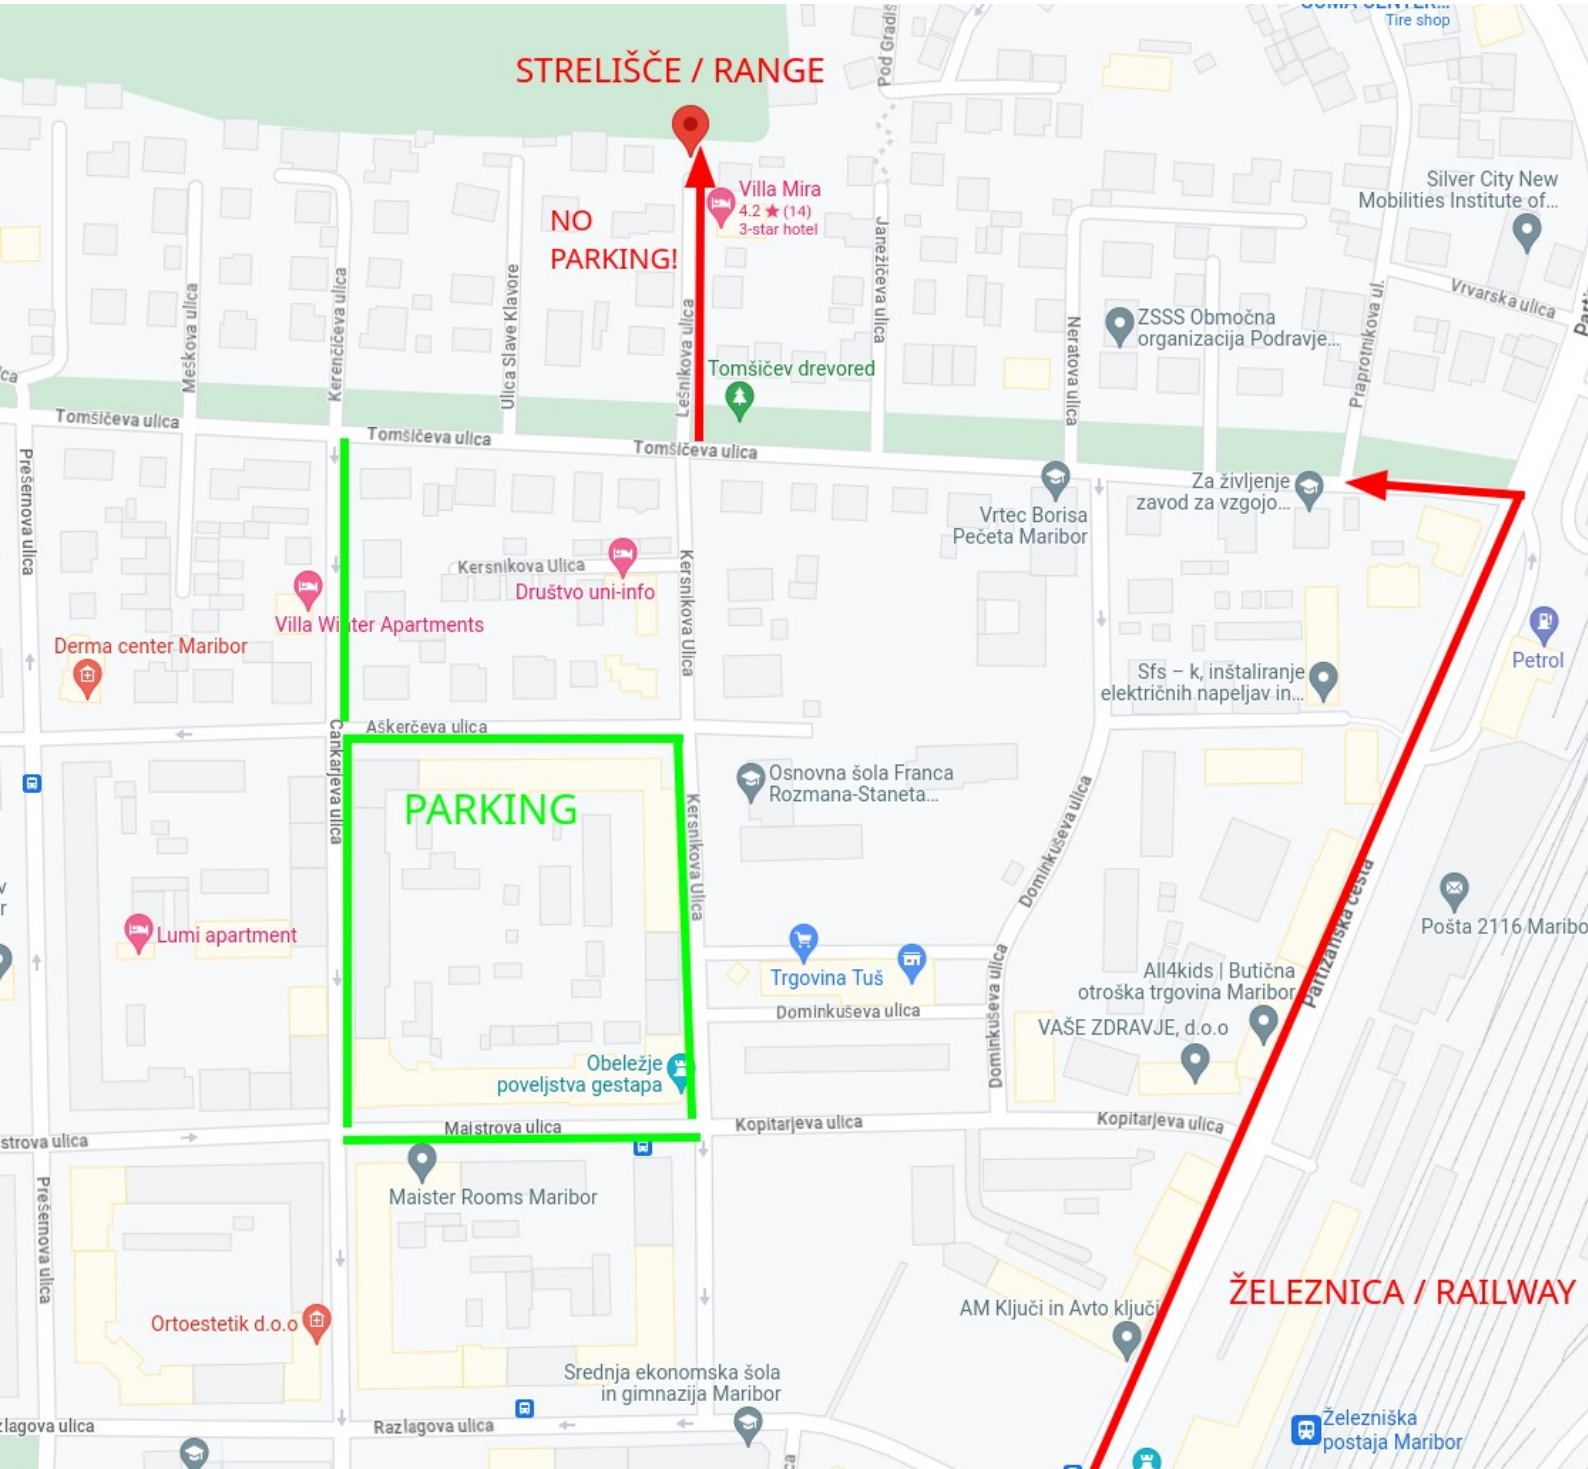 Tire shop
STRELIŠČE / RANGE
Pod Gradiš
Silver City New
Mobilities Institute of...
Villa Mira
4.2 ★ (14)
3-star hotel
NO
PARKING!
Meškova ulica
Kerenčičeva ulica
Ulica Slave Klavore
Lešnikova ulica
Janežičeva ulica
Neratova ulica
Praprotnikova ul.
Vrvarska ulica
Parti
ZSSS Območna
organizacija Podravje...
Tomšičev drevored
ca
Tomšičeva ulica
Tomšičeva ulica
Tomšičeva ulica
Za življenje
zavod za vzgojo...
Vrtec Borisa
Pečeta Maribor
Prešernova ulica
Kersnikova Ulica
Društvo uni-info
Kersnikova Ulica
Villa Winter Apartments
Derma center Maribor
Petrol
Sfs – k, inštaliranje
električnih napeljav in...
Aškerčeva ulica
Cankarjeva ulica
PARKING
Osnovna šola Franca
Rozmana-Staneta...
Kersnikova Ulica
Dominkuševa ulica
Partizanska cesta
Pošta 2116 Maribo
v
r
Lumi apartment
Trgovina Tuš
All4kids | Butična
otroška trgovina Maribor
Dominkuševa ulica
Dominkuševa ulica
VAŠE ZDRAVJE, d.o.o
Obeležje
poveljstva gestapa
Maistrova ulica
Kopitarjeva ulica
Kopitarjeva ulica
strova ulica
Maister Rooms Maribor
Prešernova ulica
ŽELEZNICA / RAILWAY
AM Ključi in Avto ključi
Ortoestetik d.o.o
Srednja ekonomska šola
in gimnazija Maribor
zlagova ulica
Razlagova ulica
Železniška
postaja Maribor
ca